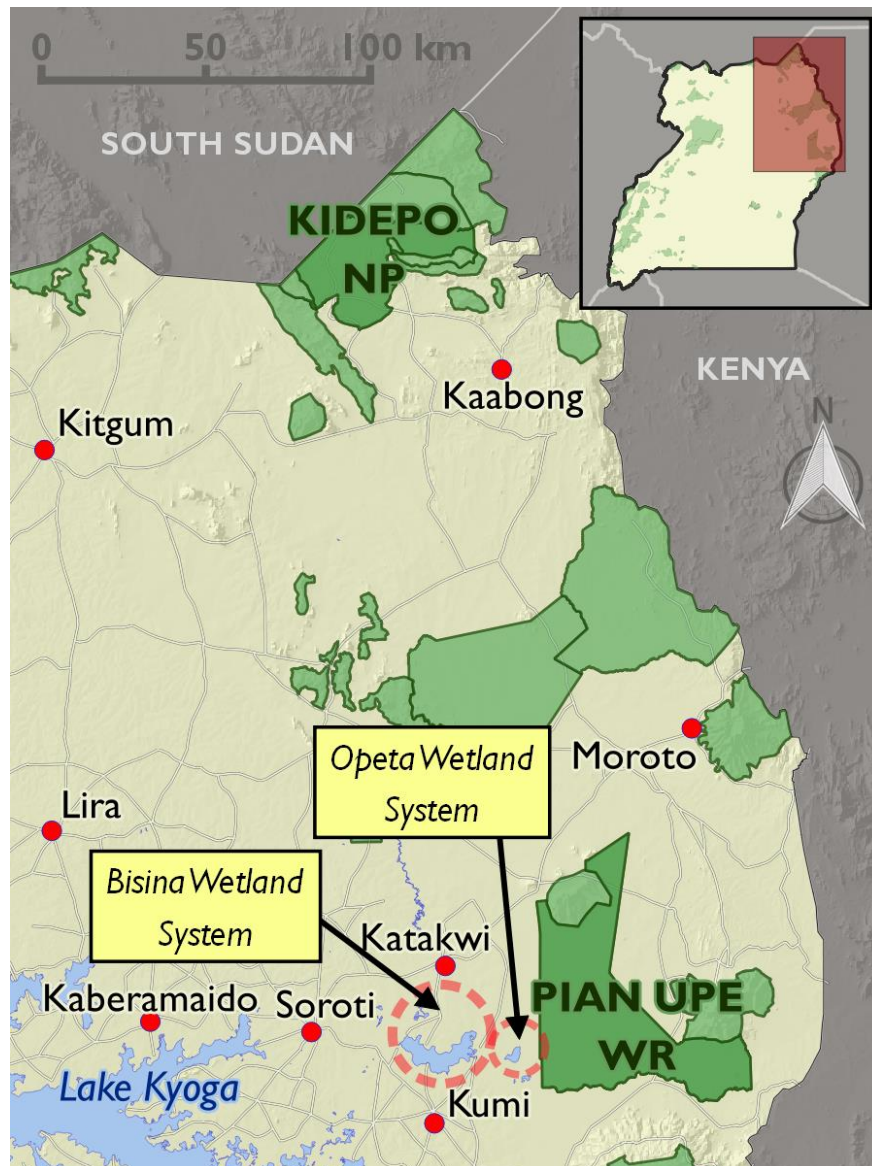 0 50 100 km
SOUTH SUDAN
KIDEPO
NP
KENYA
N
Kaabong
Kitgum
Opeta Wetland
System
Moroto
Lira
Bisina Wetland
System
Katakwi
PIAN UPE
WR
Kaberamaido
Soroti
Lake Kyoga
Kumi